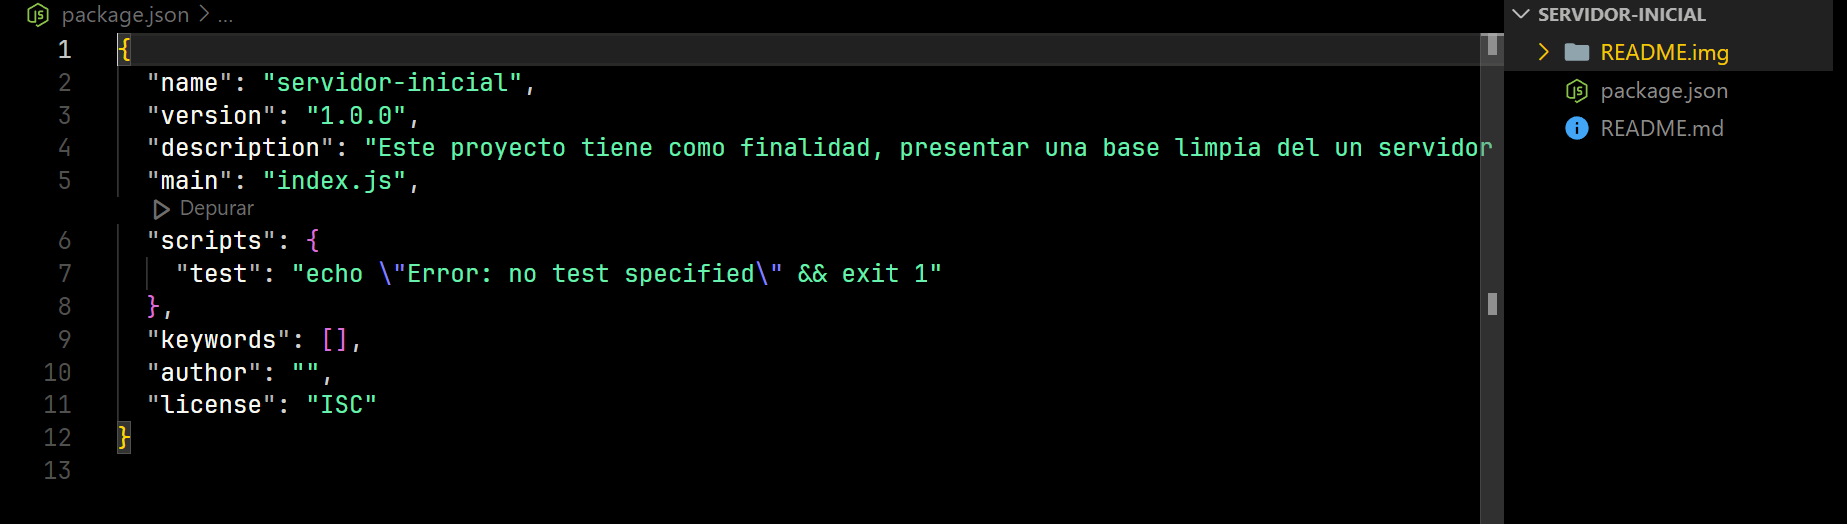 package.json > ...
1 {
2 "name": "servidor-inicial",
3 "version": "1.0.0",
4 "description": "Este proyecto tiene como finalidad, presentar una base limpia del un servidor
5 "main": "index.js",
Depurar
6 "scripts": {
7 "test": "echo \"Error: no test specified\" && exit 1"
8 },
9 "keywords": [],
10 "author": "",
11 "license": "ISC"
12 }
13
SERVIDOR-INICIAL
README.img
package.json
README.md